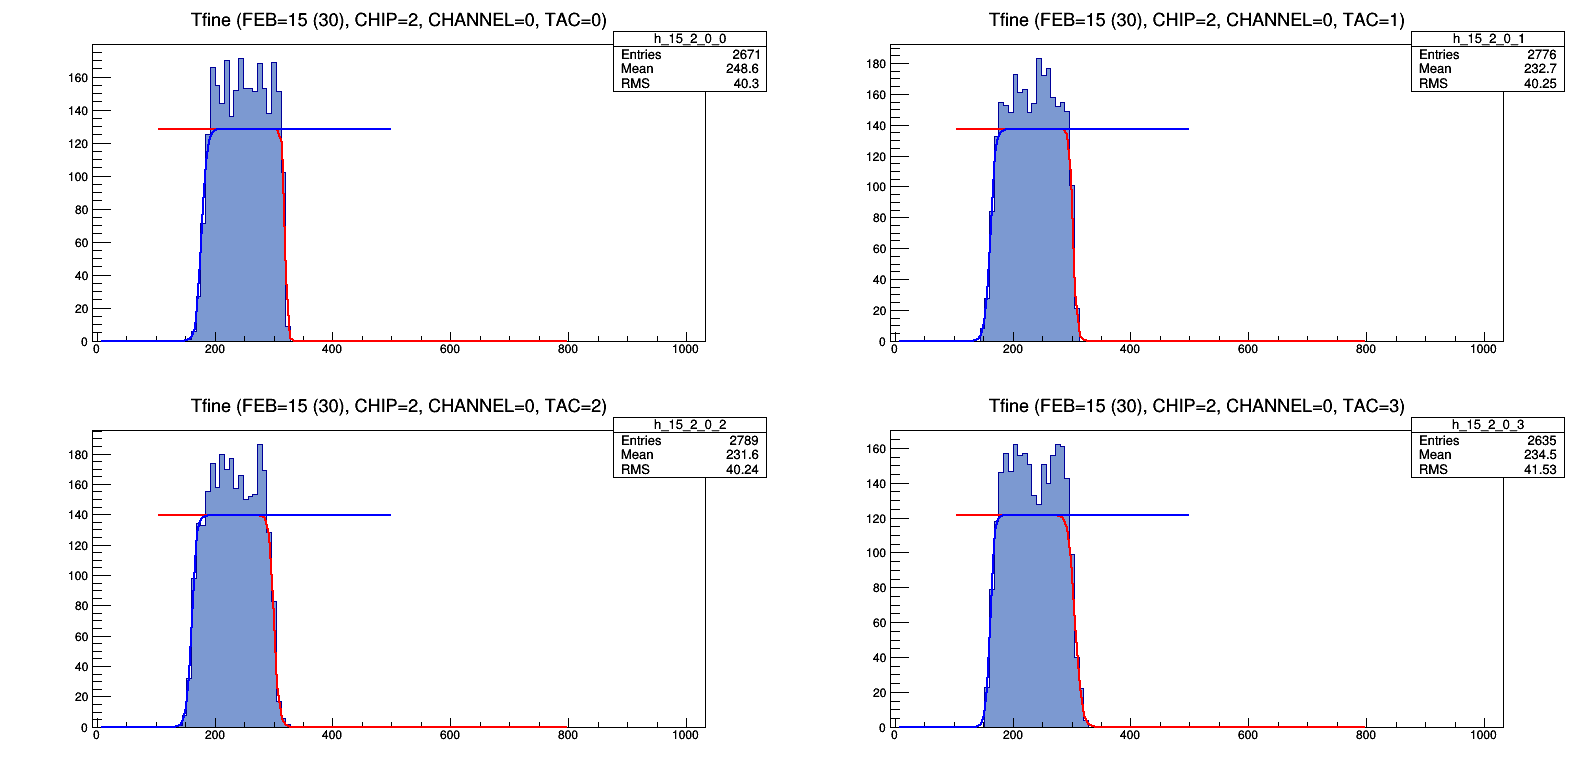 Tfine (FEB=15 (30), CHIP=2, CHANNEL=0, TAC=0)
h_15_2_0_0
Entries 2671
Mean 248.6
RMS 40.3
160
140
120
100
80
60
40
20
0
0 200 400 600 800 1000
Tfine (FEB=15 (30), CHIP=2, CHANNEL=0, TAC=1)
h_15_2_0_1
Entries 2776
Mean 232.7
RMS 40.25
180
160
140
120
100
80
60
40
20
0
0 200 400 600 800 1000
Tfine (FEB=15 (30), CHIP=2, CHANNEL=0, TAC=2)
h_15_2_0_2
Entries 2789
Mean 231.6
RMS 40.24
180
160
140
120
100
80
60
40
20
0
0 200 400 600 800 1000
Tfine (FEB=15 (30), CHIP=2, CHANNEL=0, TAC=3)
h_15_2_0_3
Entries 2635
Mean 234.5
RMS 41.53
160
140
120
100
80
60
40
20
0
0 200 400 600 800 1000